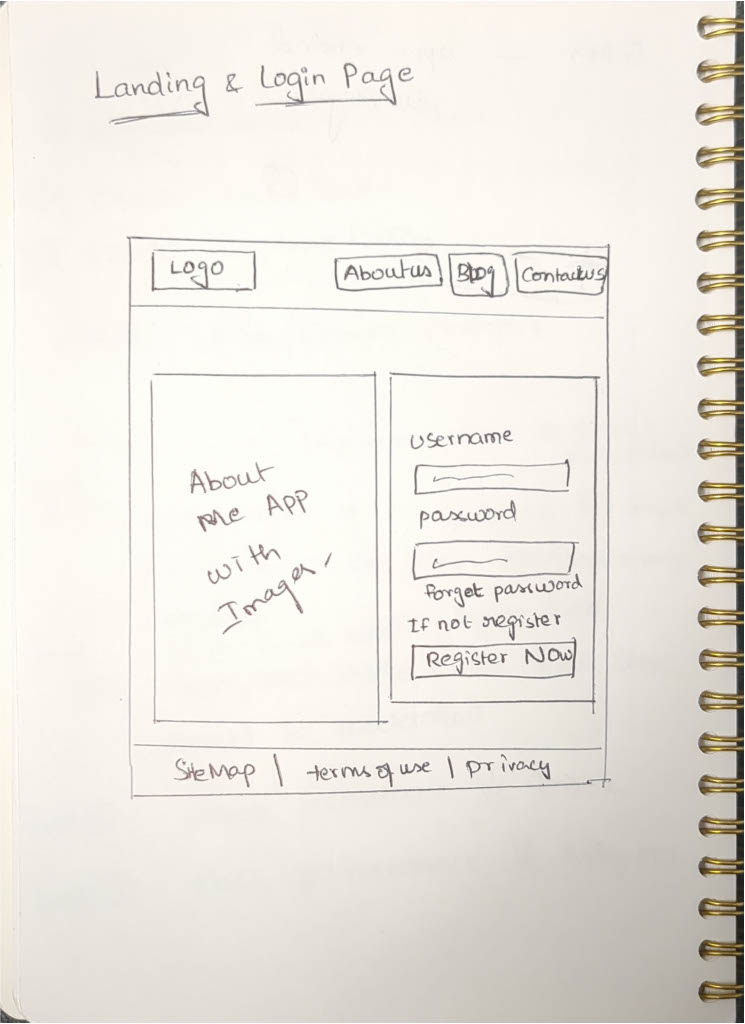 Landing & Login Page
Logo
Aboutus
Blog
Contactus
About
me APP
with
Images
username
password
forget password
If not register
Register Now
SiteMap | terms of use | privacy